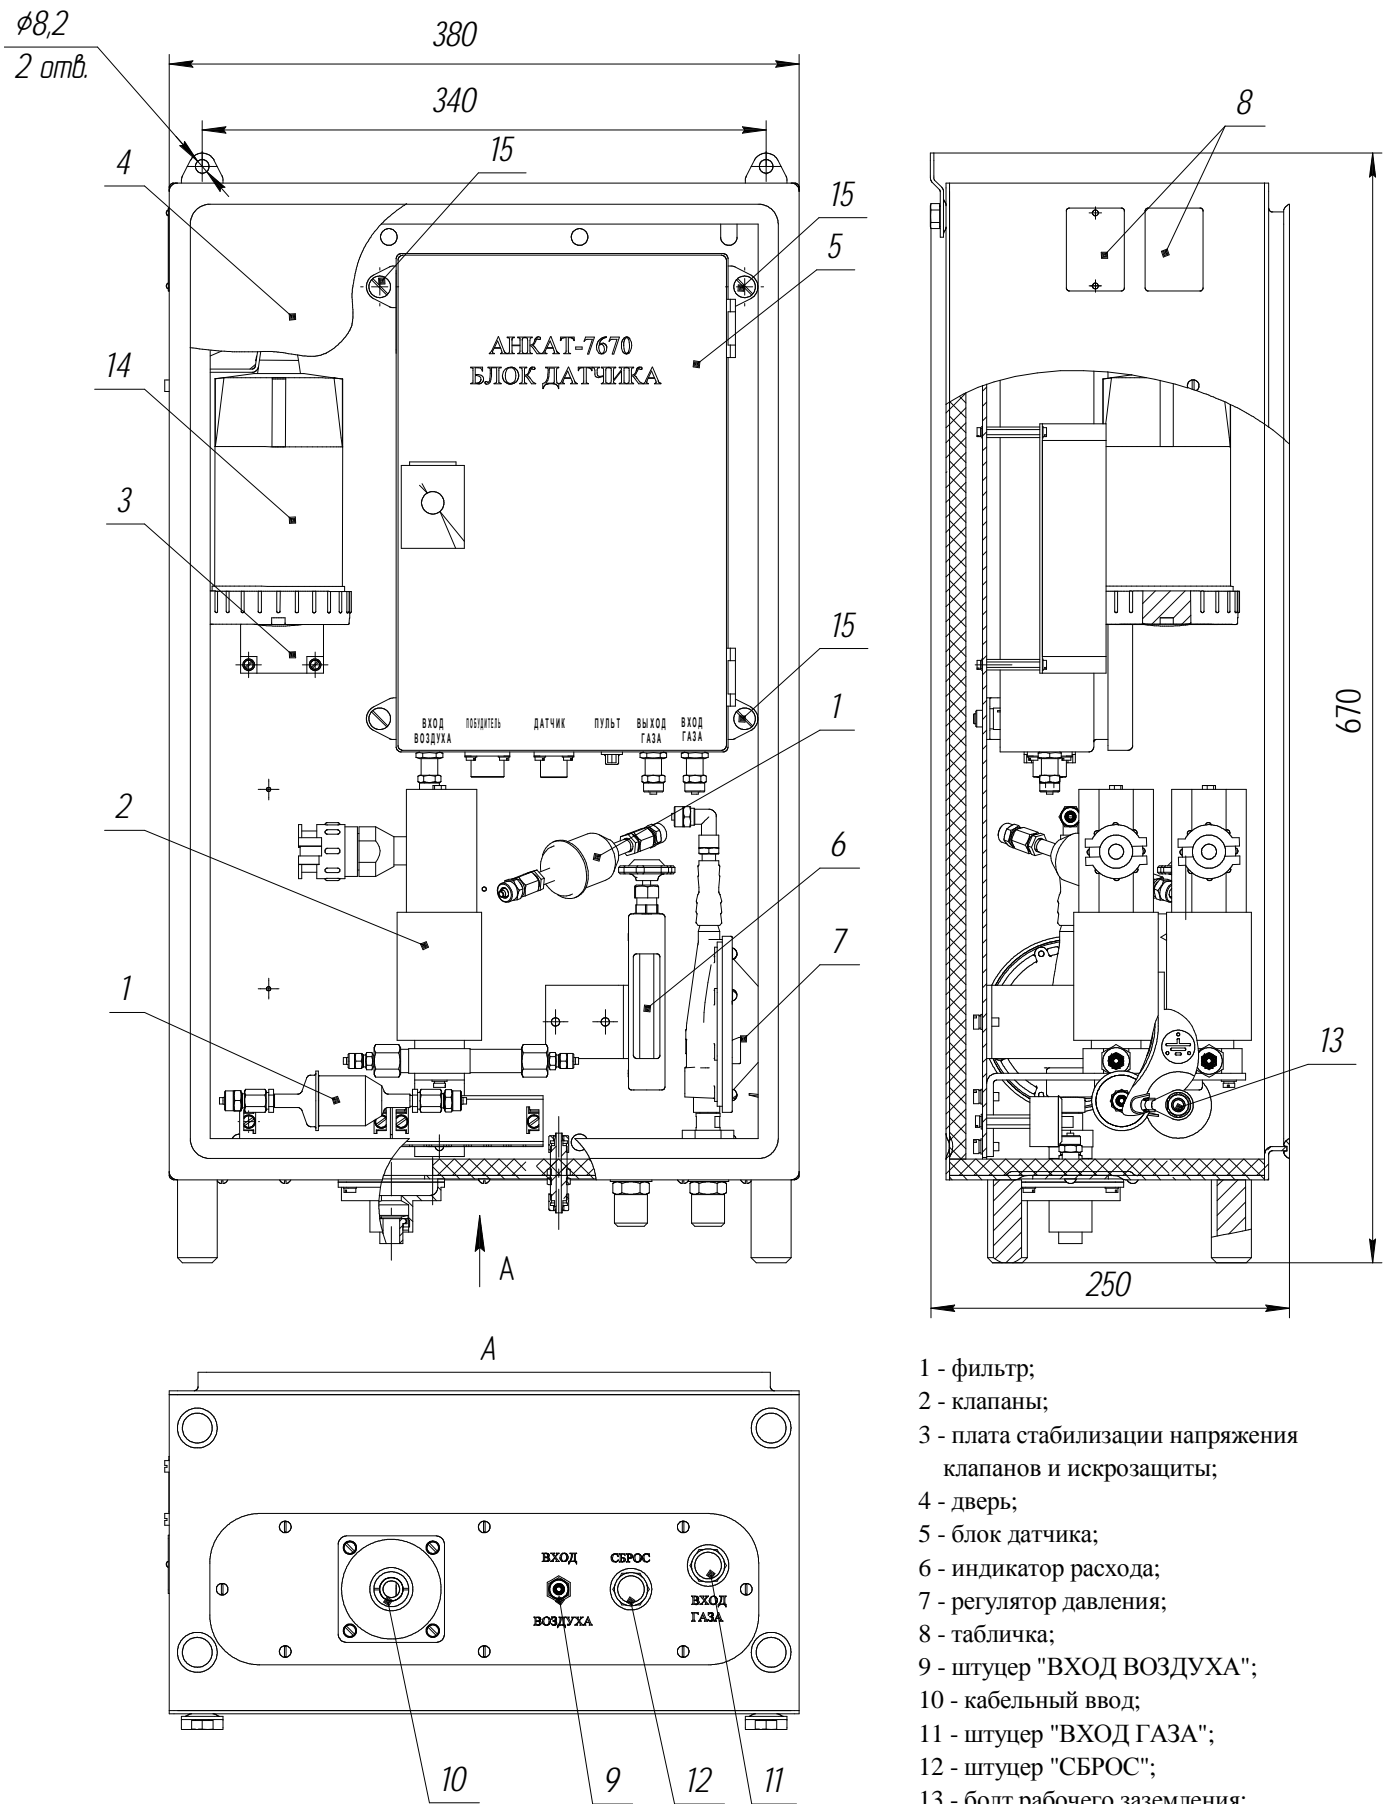 ⌀8,2
2 отв.
380
340
15
4
15
5
8
АНКАТ-7670
БЛОК ДАТЧИКА
14
3
15
1
670
ВХОД
ВОЗДУХА
ПОБУДИТЕЛЬ
ДАТЧИК
ПУЛЬТ
ВЫХОД
ГАЗА
ВХОД
ГАЗА
2
6
7
1
13
А
250
А
ВХОД
ВОЗДУХА
СБРОС
ВХОД
ГАЗА
10
9
12
11
1 - фильтр;
2 - клапаны;
3 - плата стабилизации напряжения
клапанов и искрозащиты;
4 - дверь;
5 - блок датчика;
6 - индикатор расхода;
7 - регулятор давления;
8 - табличка;
9 - штуцер "ВХОД ВОЗДУХА";
10 - кабельный ввод;
11 - штуцер "ВХОД ГАЗА";
12 - штуцер "СБРОС";
13 - болт рабочего заземления;